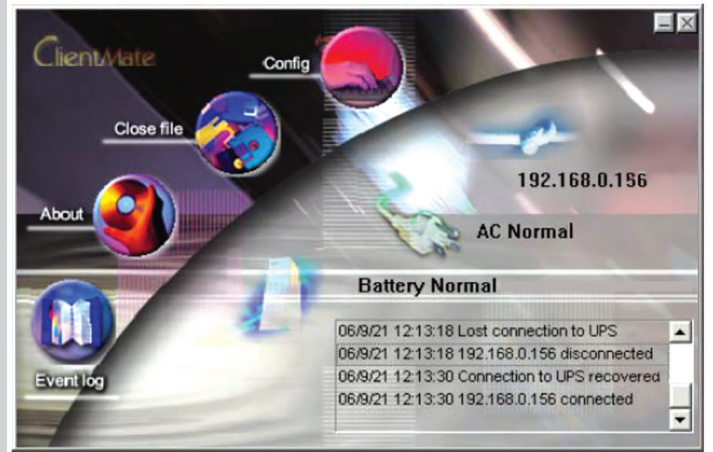 ClientMate
Config
Close file
192.168.0.156
About
AC Normal
Battery Normal
06/9/21 12:13:18 Lost connection to UPS
06/9/21 12:13:18 192.168.0.156 disconnected
06/9/21 12:13:30 Connection to UPS recovered
06/9/21 12:13:30 192.168.0.156 connected
Event log